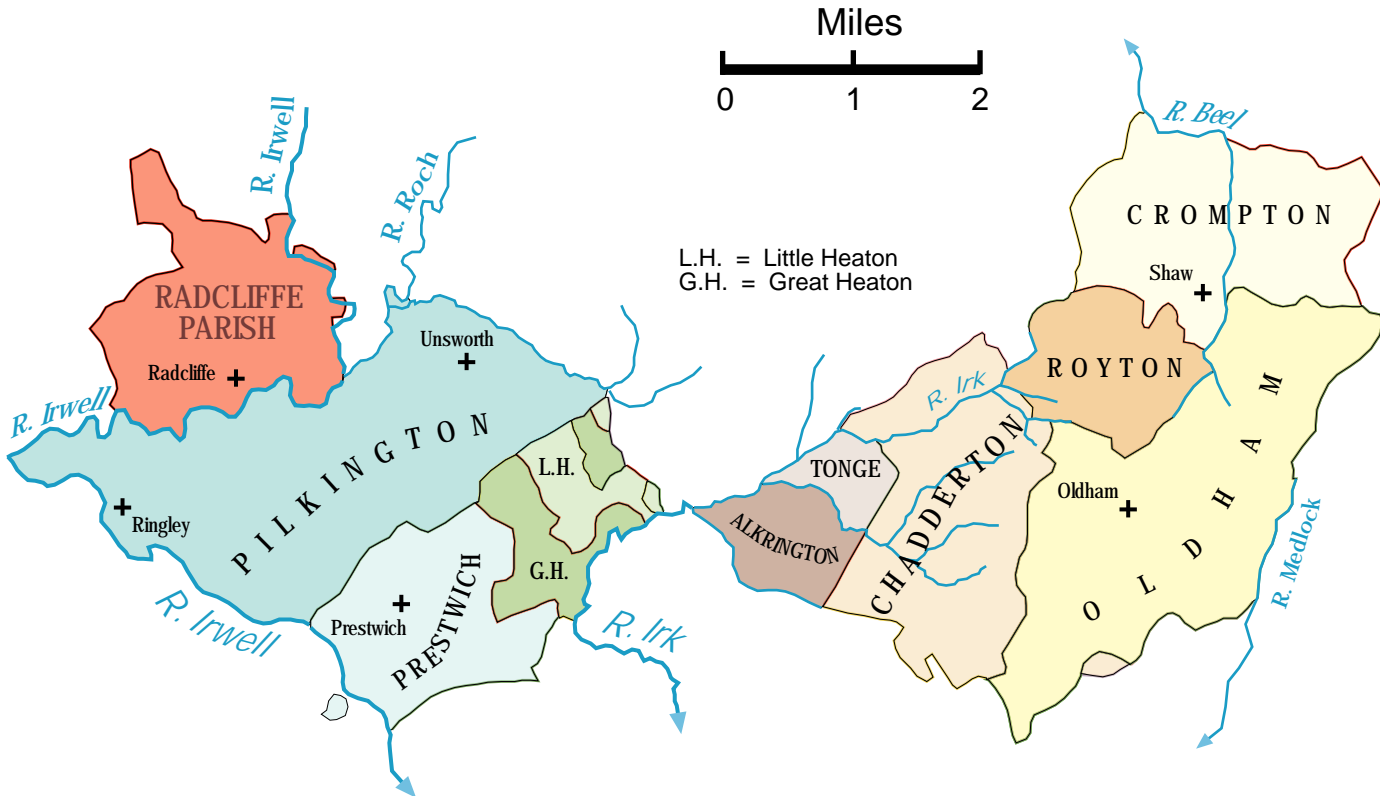 Miles
0 1 2
R. Irwell
R. Roch
R. Beel
CROMPTON
L.H. = Little Heaton
G.H. = Great Heaton
Shaw
RADCLIFFE
PARISH
Unsworth
Radcliffe
ROYTON
R. Irk
R. Irwell
PILKINGTON
L.H.
TONGE
CHADDERTON
Oldham
OLDHAM
Ringley
ALKRINGTON
G.H.
R. Medlock
Prestwich
PRESTWICH
R. Irwell
R. Irk